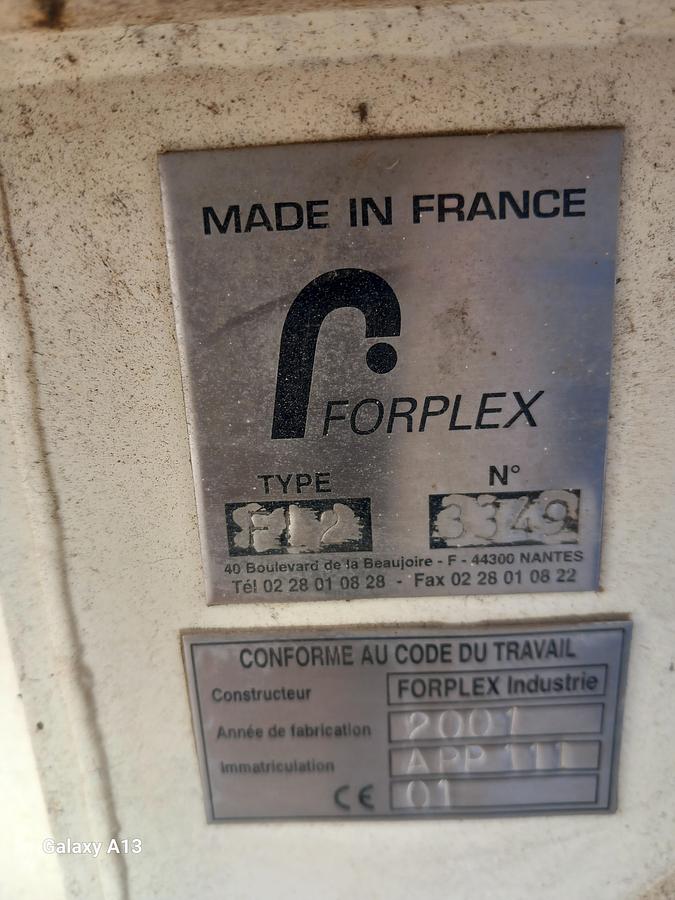 MADE IN FRANCE
FORPLEX
TYPE N°
3349
40 Boulevard de la Beaujoire - F - 44300 NANTES
Tél 02 28 01 08 28 - Fax 02 28 01 08 22
CONFORME AU CODE DU TRAVAIL
Constructeur FORPLEX Industrie
Année de fabrication 2001
Immatriculation APP 111
CE 01
Galaxy A13